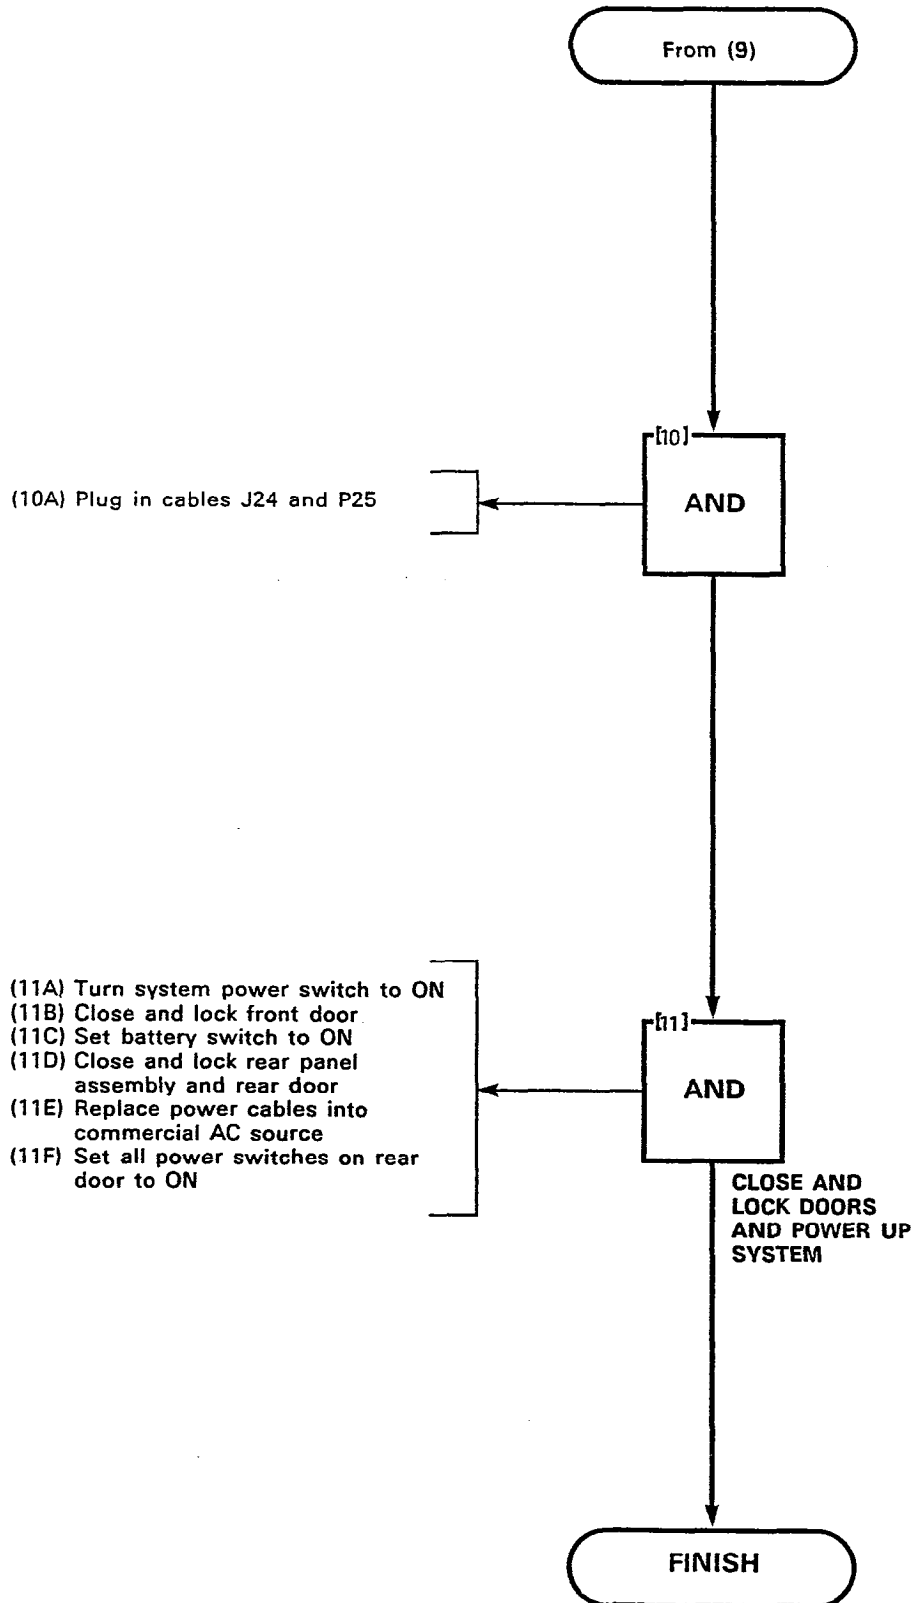 From (9)
[10]
(10A) Plug in cables J24 and P25
AND
(11A) Turn system power switch to ON
(11B) Close and lock front door
(11C) Set battery switch to ON
(11D) Close and lock rear panel
assembly and rear door
(11E) Replace power cables into
commercial AC source
(11F) Set all power switches on rear
door to ON
[11]
AND
CLOSE AND
LOCK DOORS
AND POWER UP
SYSTEM
FINISH